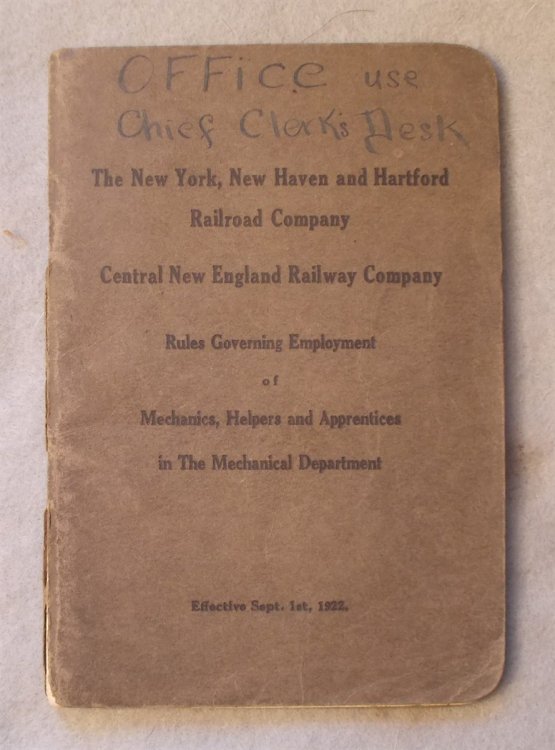 OFFicE use
Chief Clerk's Desk
The New York, New Haven and Hartford
Railroad Company
Central New England Railway Company
Rules Governing Employment
of
Mechanics, Helpers and Apprentices
in The Mechanical Department
Effective Sept. 1st, 1922.